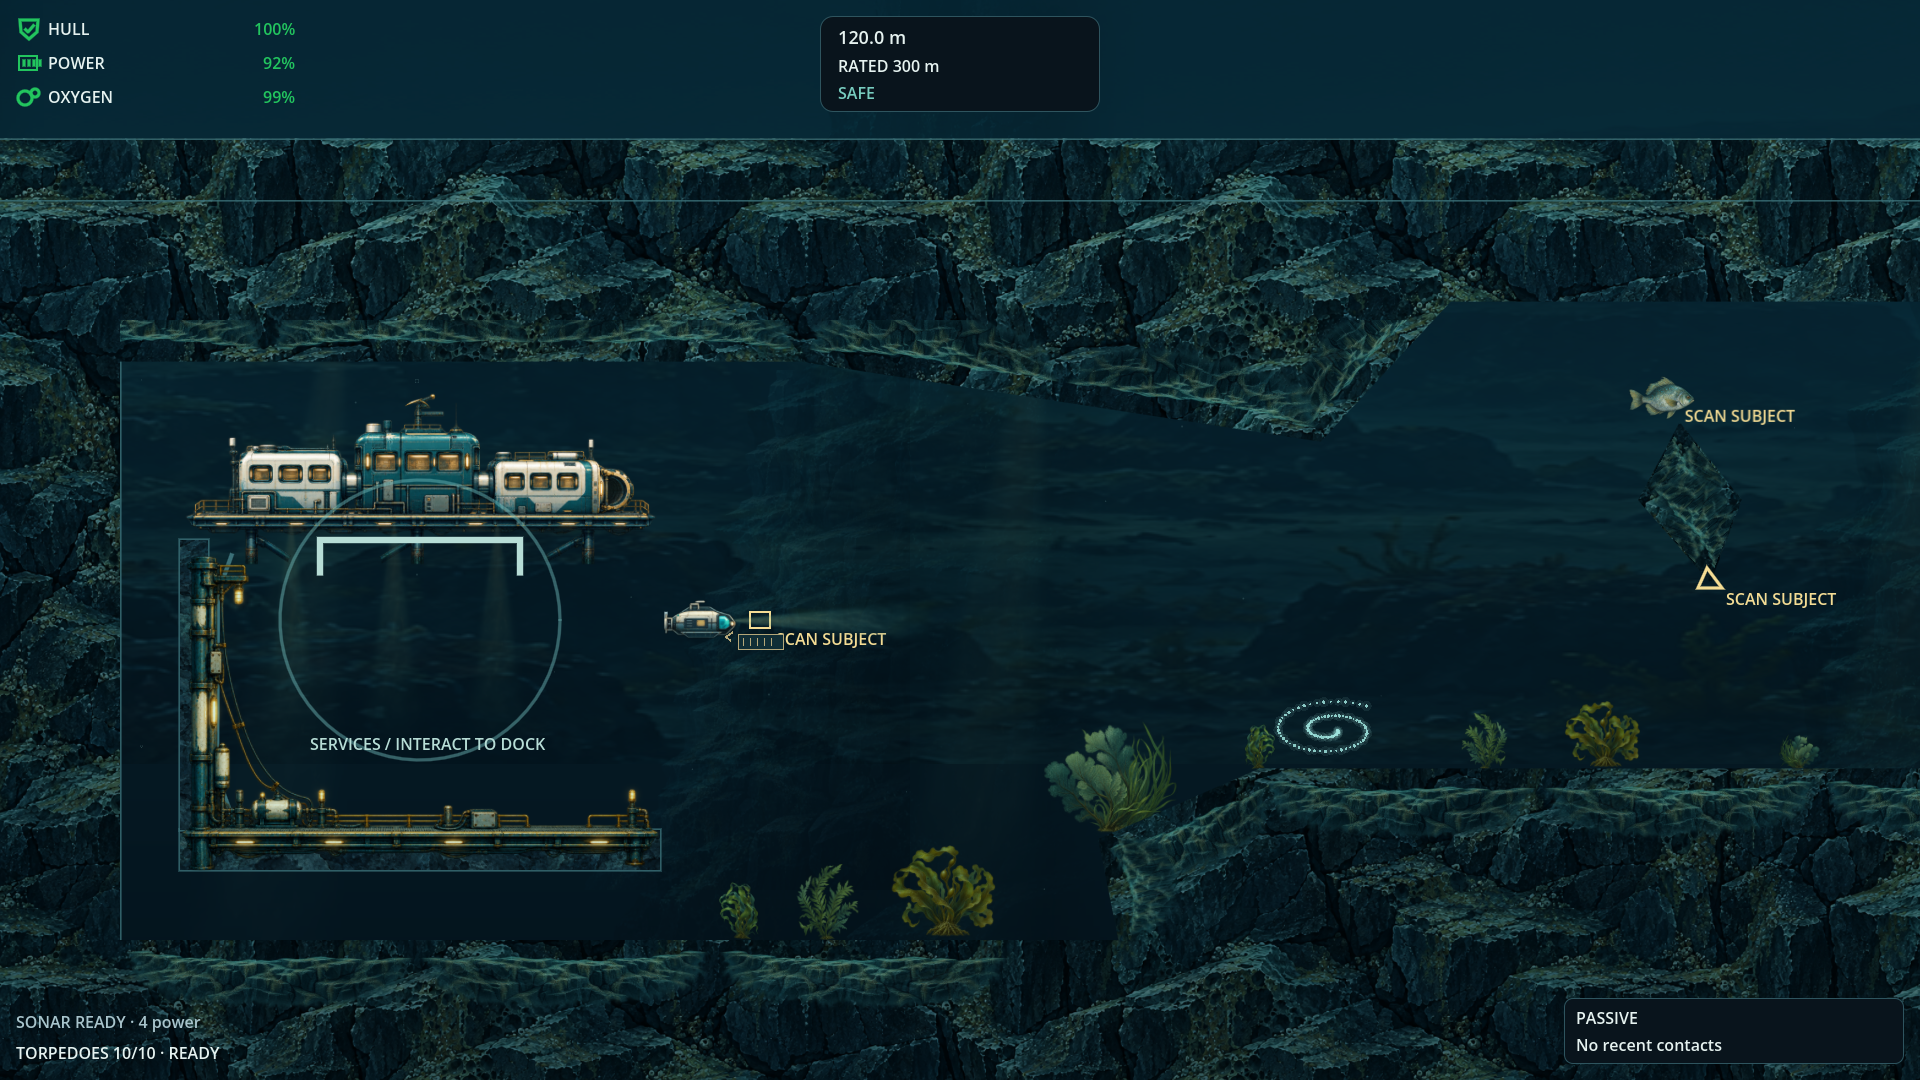 HULL 100%
POWER 92%
OXYGEN 99%
120.0 m
RATED 300 m
SAFE
SCAN SUBJECT
SCAN SUBJECT
CAN SUBJECT
SERVICES / INTERACT TO DOCK
SONAR READY · 4 power
TORPEDOES 10/10 · READY
PASSIVE
No recent contacts